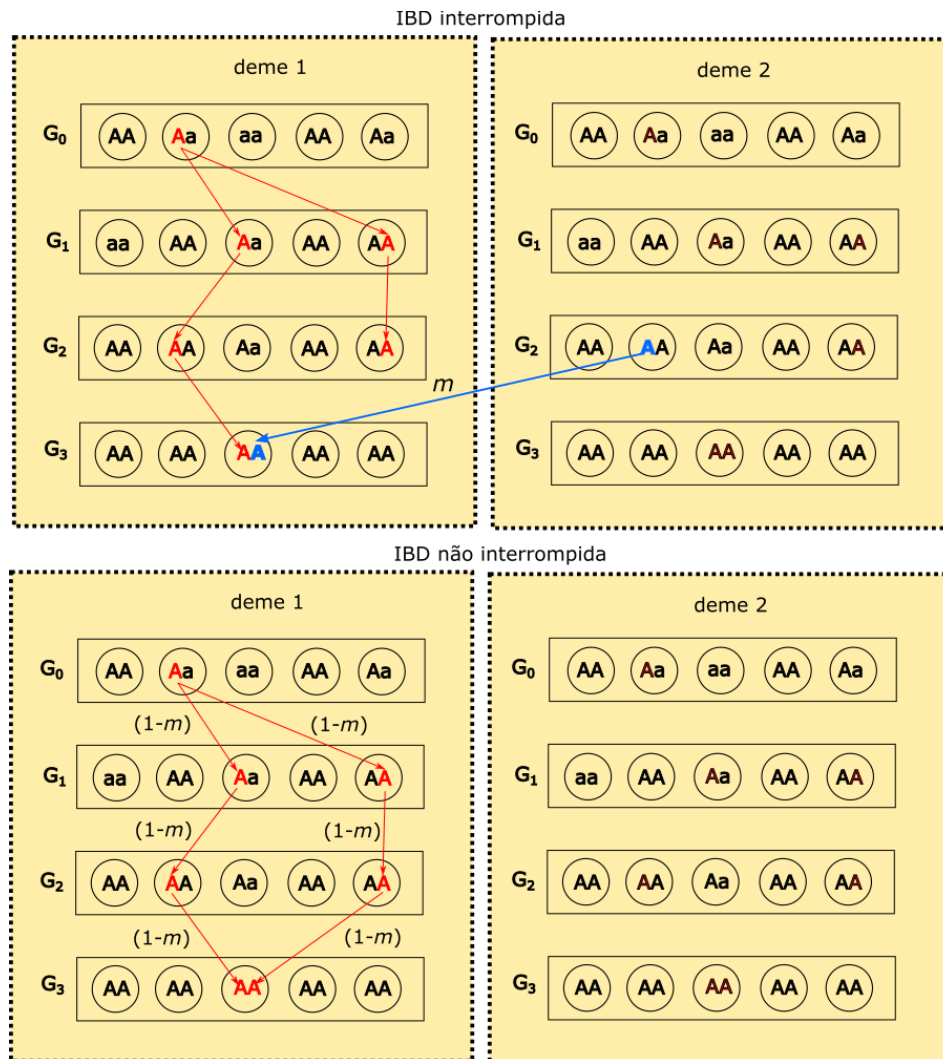 IBD interrompida
deme 1 deme 2
G0 AA Aa aa AA Aa G0 AA Aa aa AA Aa
G1 aa AA Aa AA AA G1 aa AA Aa AA AA
G2 AA AA Aa AA AA G2 AA AA Aa AA AA
m
G3 AA AA AA AA AA G3 AA AA AA AA AA
IBD não interrompida
deme 1 deme 2
G0 AA Aa aa AA Aa G0 AA Aa aa AA Aa
(1-m) (1-m)
G1 aa AA Aa AA AA G1 aa AA Aa AA AA
(1-m) (1-m)
G2 AA AA Aa AA AA G2 AA AA Aa AA AA
(1-m) (1-m)
G3 AA AA AA AA AA G3 AA AA AA AA AA